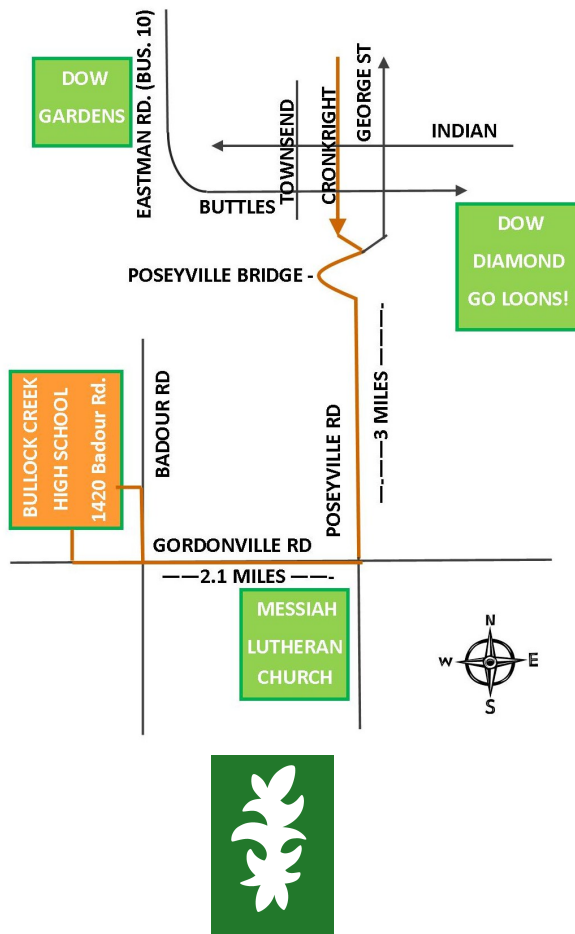 DOW
GARDENS
EASTMAN RD. (BUS. 10)
TOWNSEND
CRONKRIGHT
GEORGE ST
INDIAN
BUTTLES
DOW
DIAMOND
GO LOONS!
POSEYVILLE BRIDGE -
BADOUR RD
POSEYVILLE RD
—.——3 MILES ——–.–
BULLOCK CREEK
HIGH SCHOOL
1420 Badour Rd.
GORDONVILLE RD
——2.1 MILES ——-
MESSIAH
LUTHERAN
CHURCH
N
W
E
S